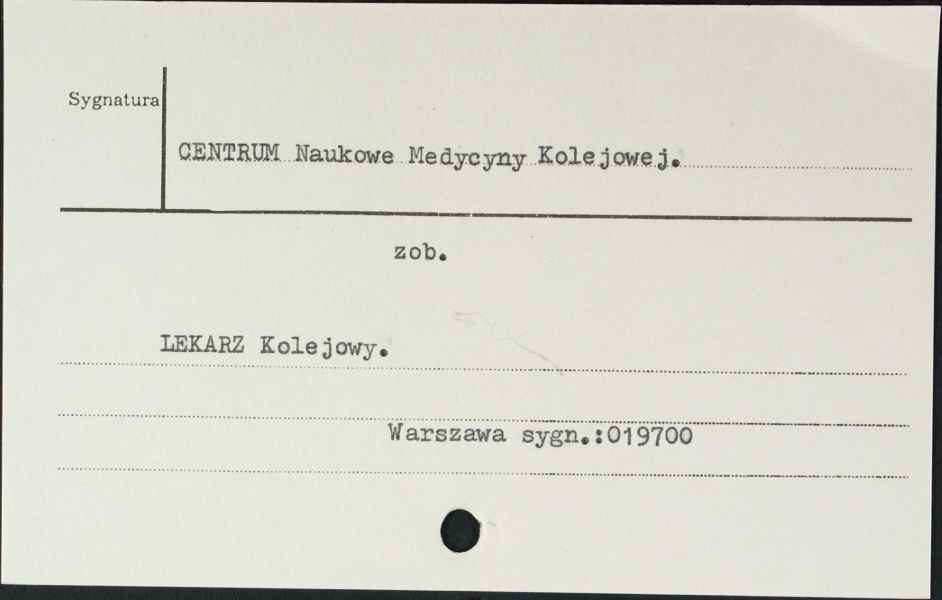 Sygnatura
CENTRUM Naukowe Medycyny Kolejowej.
zob.
LEKARZ Kolejowy.
Warszawa sygn.:019700